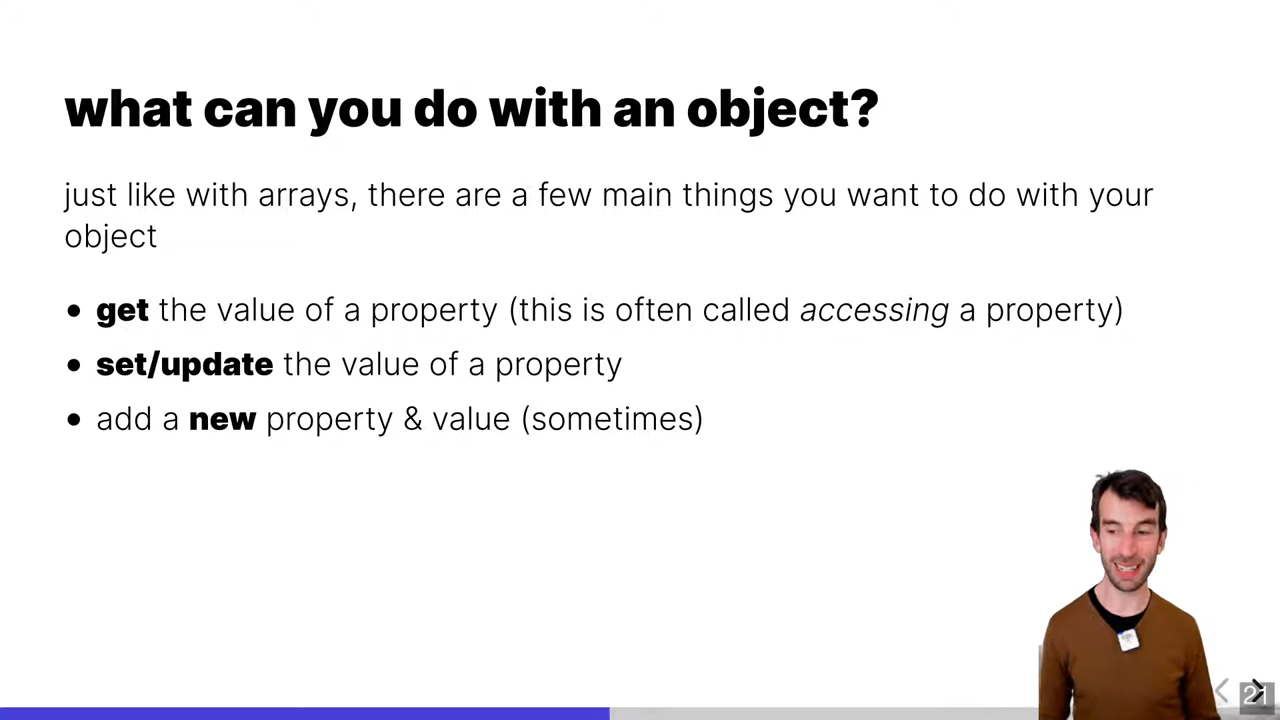 what can you do with an object?
just like with arrays, there are a few main things you want to do with your
object
• get the value of a property (this is often called accessing a property)
• set/update the value of a property
• add a new property & value (sometimes)
21